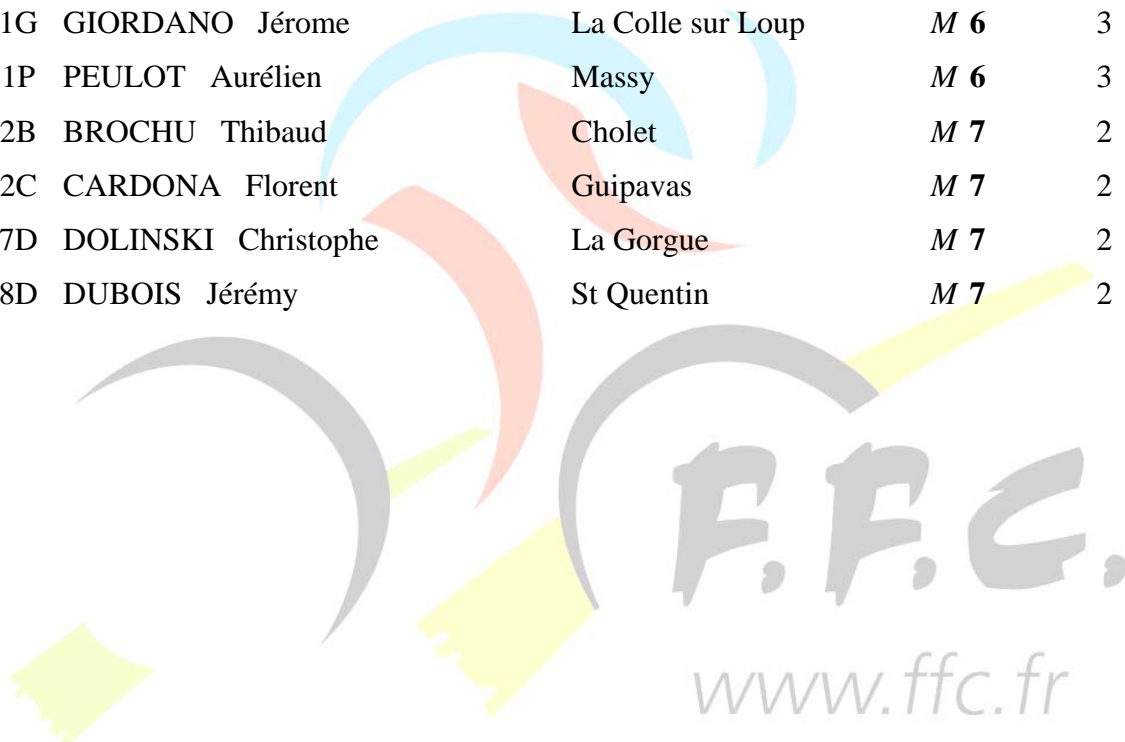 1G GIORDANO Jérome La Colle sur Loup M 6 3
1P PEULOT Aurélien Massy M 6 3
2B BROCHU Thibaud Cholet M 7 2
2C CARDONA Florent Guipavas M 7 2
7D DOLINSKI Christophe La Gorgue M 7 2
8D DUBOIS Jérémy St Quentin M 7 2
F.F.C.
www.ffc.fr